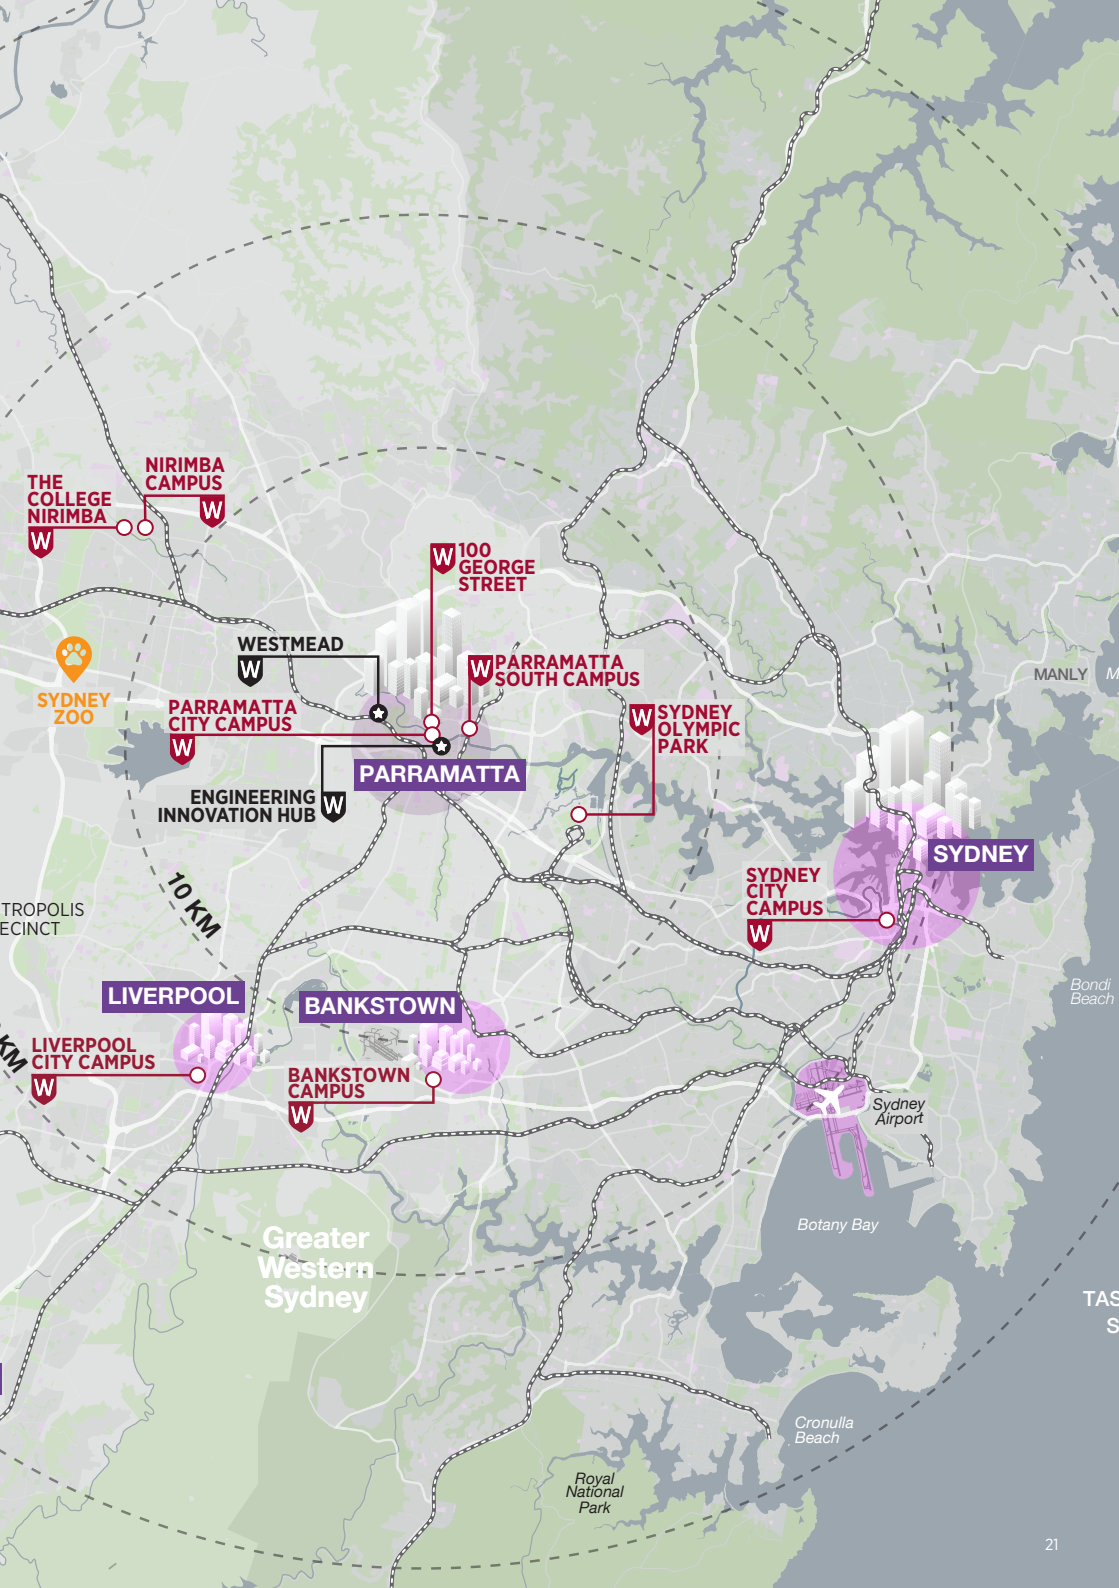 NIRIMBA
CAMPUS
W
THE
COLLEGE
NIRIMBA
W
W
100
GEORGE
STREET
WESTMEAD
W
W
PARRAMATTA
SOUTH CAMPUS
MANLY
SYDNEY
ZOO
PARRAMATTA
CITY CAMPUS
W
W
SYDNEY
OLYMPIC
PARK
PARRAMATTA
ENGINEERING
INNOVATION HUB
W
SYDNEY
SYDNEY
CITY
CAMPUS
W
10 KM
TROPOLIS
ECINCT
LIVERPOOL
BANKSTOWN
Bondi
Beach
KM
LIVERPOOL
CITY CAMPUS
W
BANKSTOWN
CAMPUS
W
Sydney
Airport
Botany Bay
Greater
Western
Sydney
TAS
S
Cronulla
Beach
Royal
National
Park
21